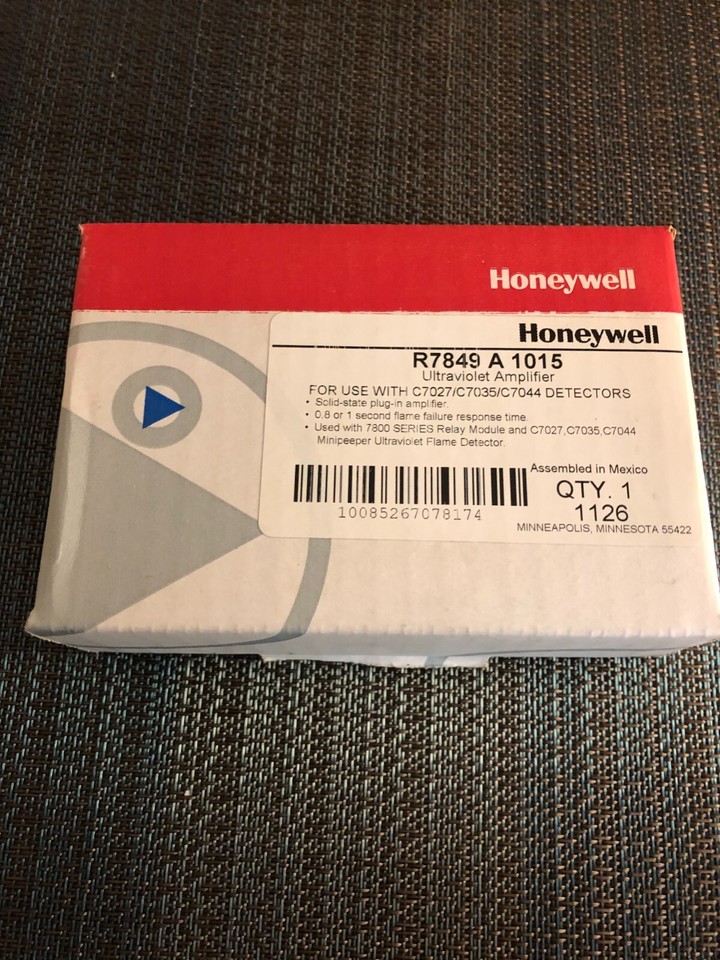 Honeywell
Honeywell
R7849 A 1015
Ultraviolet Amplifier
FOR USE WITH C7027/C7035/C7044 DETECTORS
• Solid-state plug-in amplifier.
• 0.8 or 1 second flame failure response time.
• Used with 7800 SERIES Relay Module and C7027,C7035,C7044
Minipeeper Ultraviolet Flame Detector.
Assembled in Mexico
QTY. 1
10085267078174
1126
MINNEAPOLIS, MINNESOTA 55422